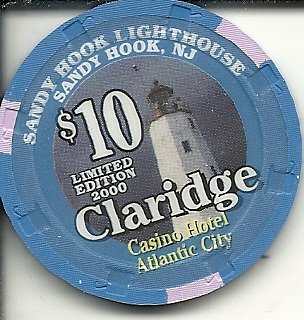 SANDY HOOK LIGHTHOUSE
SANDY HOOK, NJ
$10
LIMITED
EDITION
2000
Claridge
Casino Hotel
Atlantic City